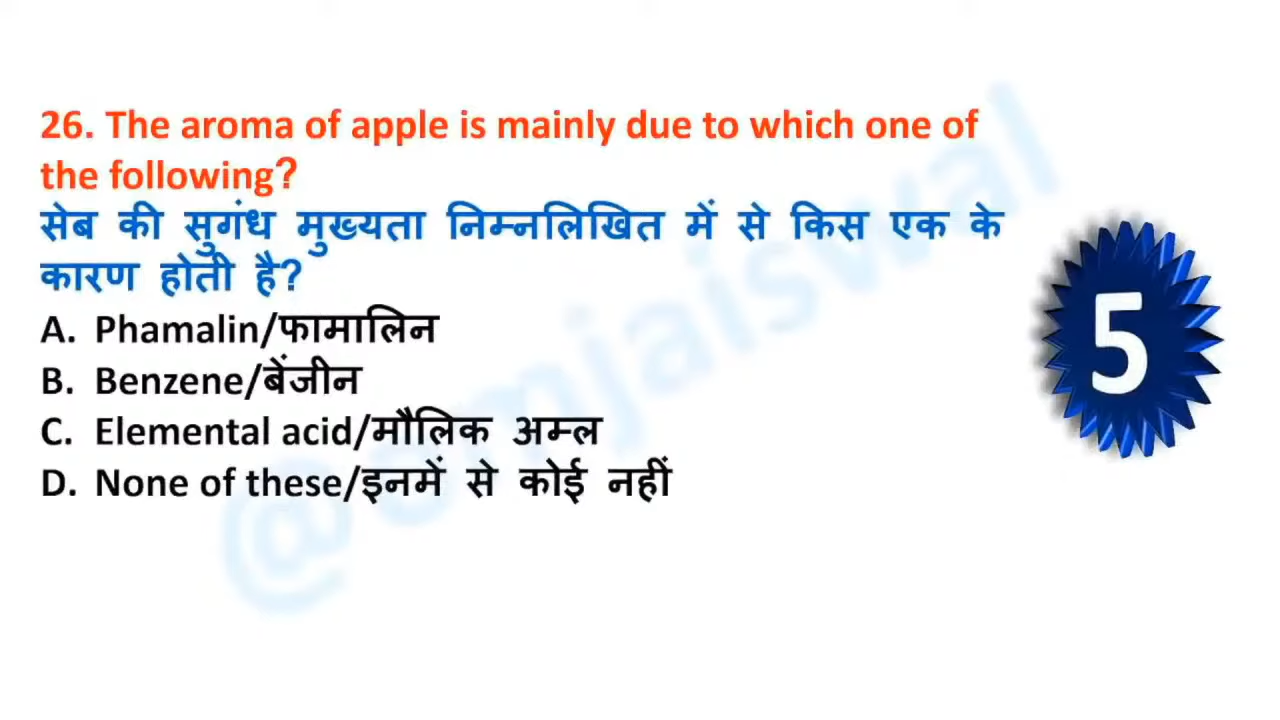 26. The aroma of apple is mainly due to which one of
the following?
सेब की सुगंध मुख्यता निम्नलिखित में से किस एक के
कारण होती है?
A. Phamalin/फामालिन
B. Benzene/बेंजीन
C. Elemental acid/मौलिक अम्ल
D. None of these/इनमें से कोई नहीं
5
@amjaiswal